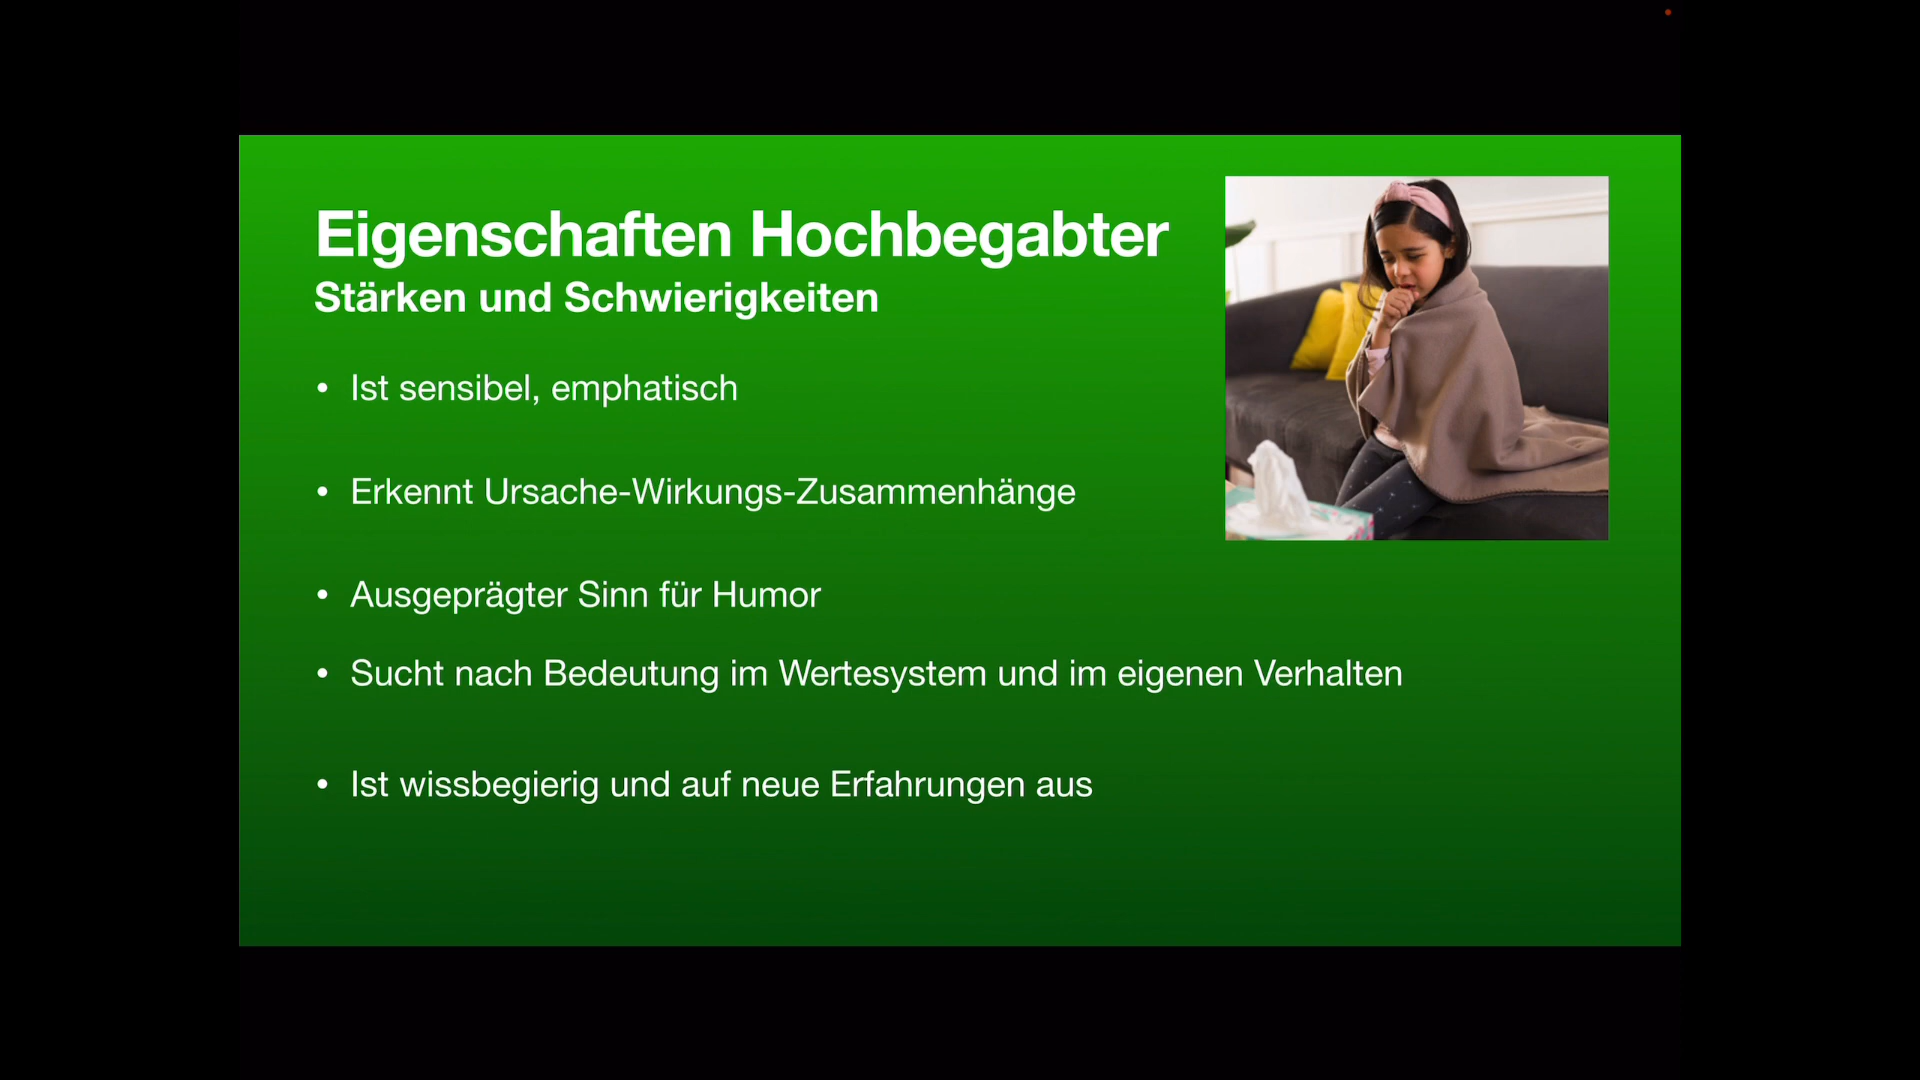 Eigenschaften Hochbegabter
Stärken und Schwierigkeiten
• Ist sensibel, emphatisch
• Erkennt Ursache-Wirkungs-Zusammenhänge
• Ausgeprägter Sinn für Humor
• Sucht nach Bedeutung im Wertesystem und im eigenen Verhalten
• Ist wissbegierig und auf neue Erfahrungen aus